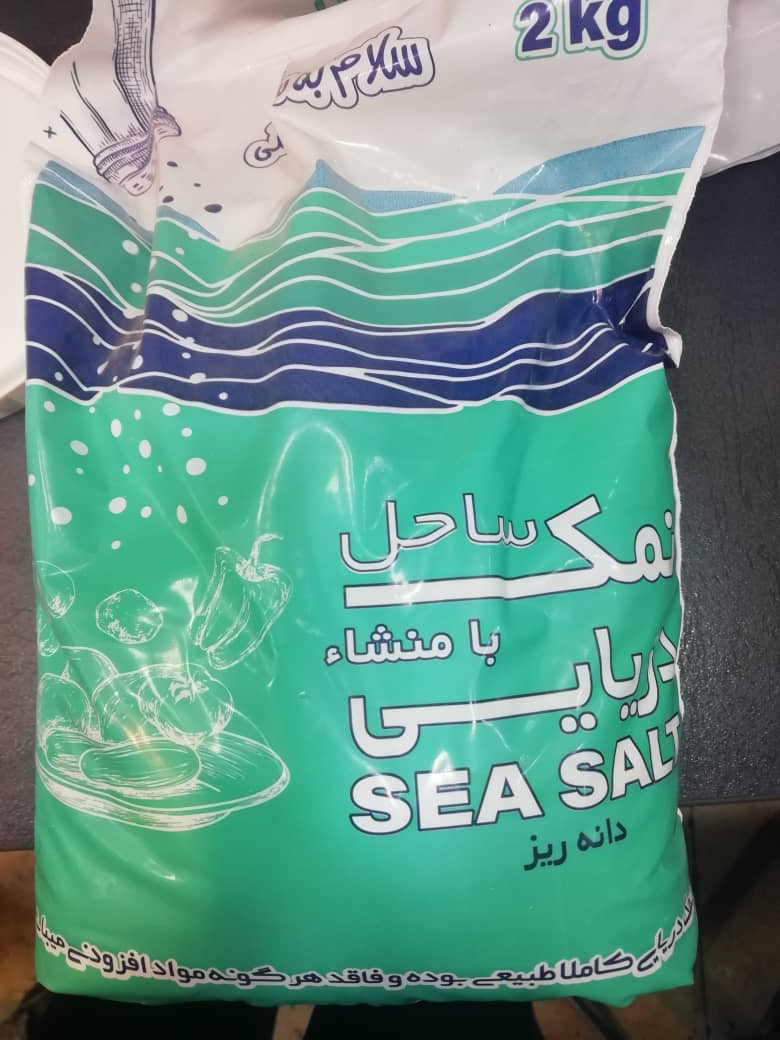 2 kg
سلام به
نمک ساحل
با منشاء
دریایی
SEA SALT
دانه ریز
دریایی کاملا طبیعی بوده و فاقد هر گونه مواد افزودنی